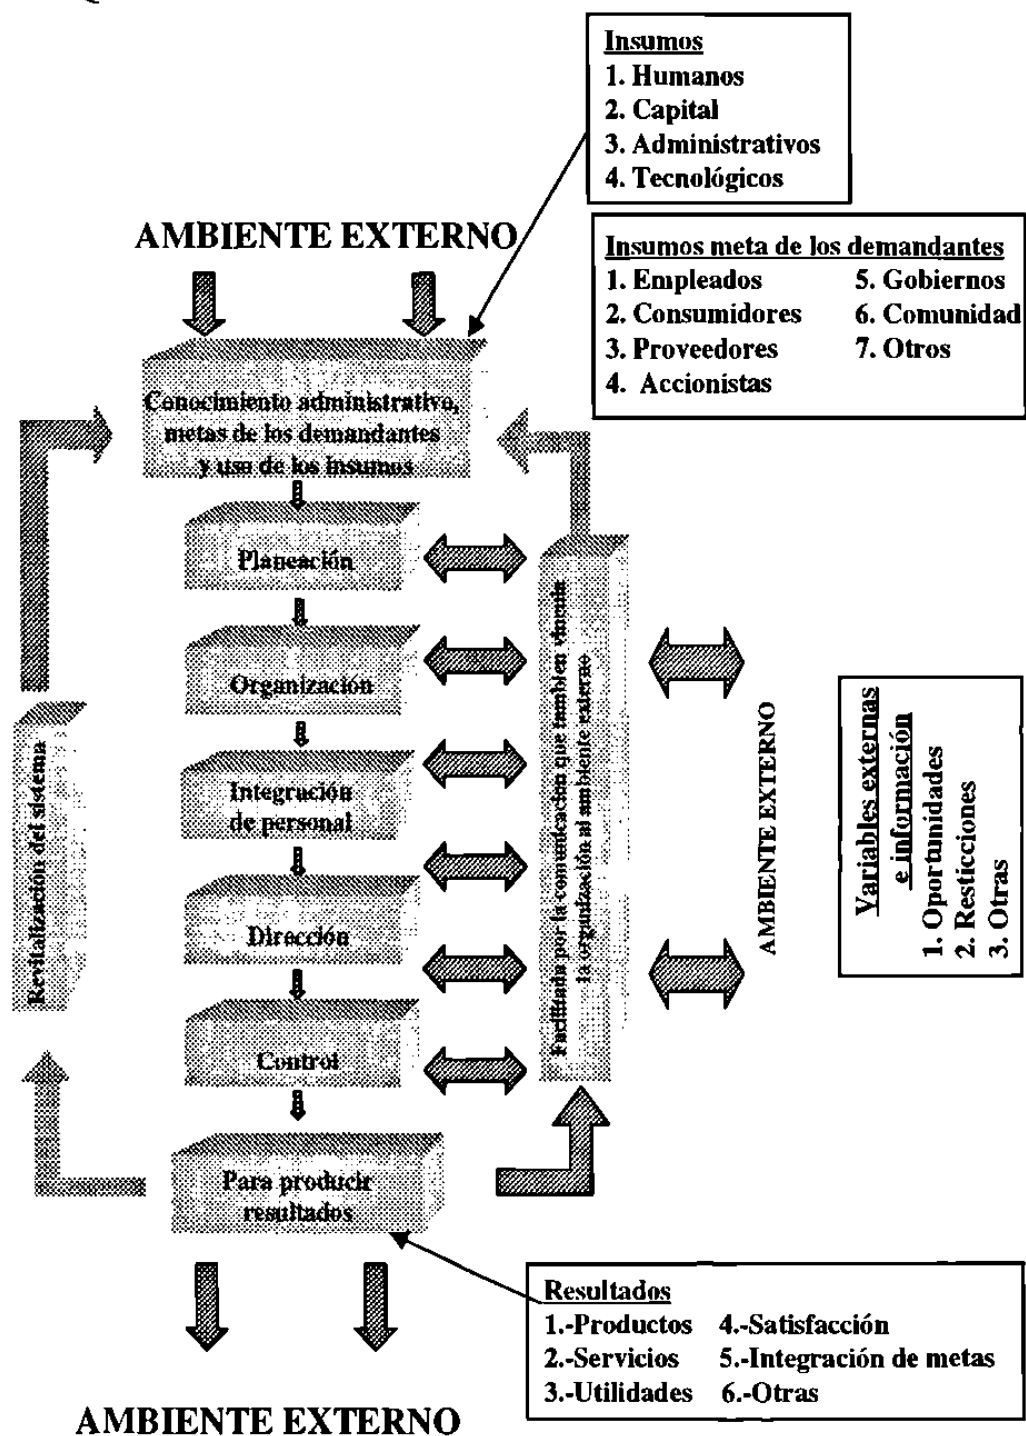 Insumos
1. Humanos
2. Capital
3. Administrativos
4. Tecnológicos
AMBIENTE EXTERNO
Insumos meta de los demandantes
1. Empleados 5. Gobiernos
2. Consumidores 6. Comunidad
3. Proveedores 7. Otros
4. Accionistas
Conocimiento administrativo,
metas de los demandantes
y uso de los insumos
Planeación
Organización
Integración
de personal
Dirección
Control
Para producir
resultados
Revitalización del sistema
Facilitada por la comunicacion que tambien vincula
la organización al ambiente externo
AMBIENTE EXTERNO
Variables externas
e información
1. Oportunidades
2. Resticciones
3. Otras
Resultados
1.-Productos 4.-Satisfacción
2.-Servicios 5.-Integración de metas
3.-Utilidades 6.-Otras
AMBIENTE EXTERNO